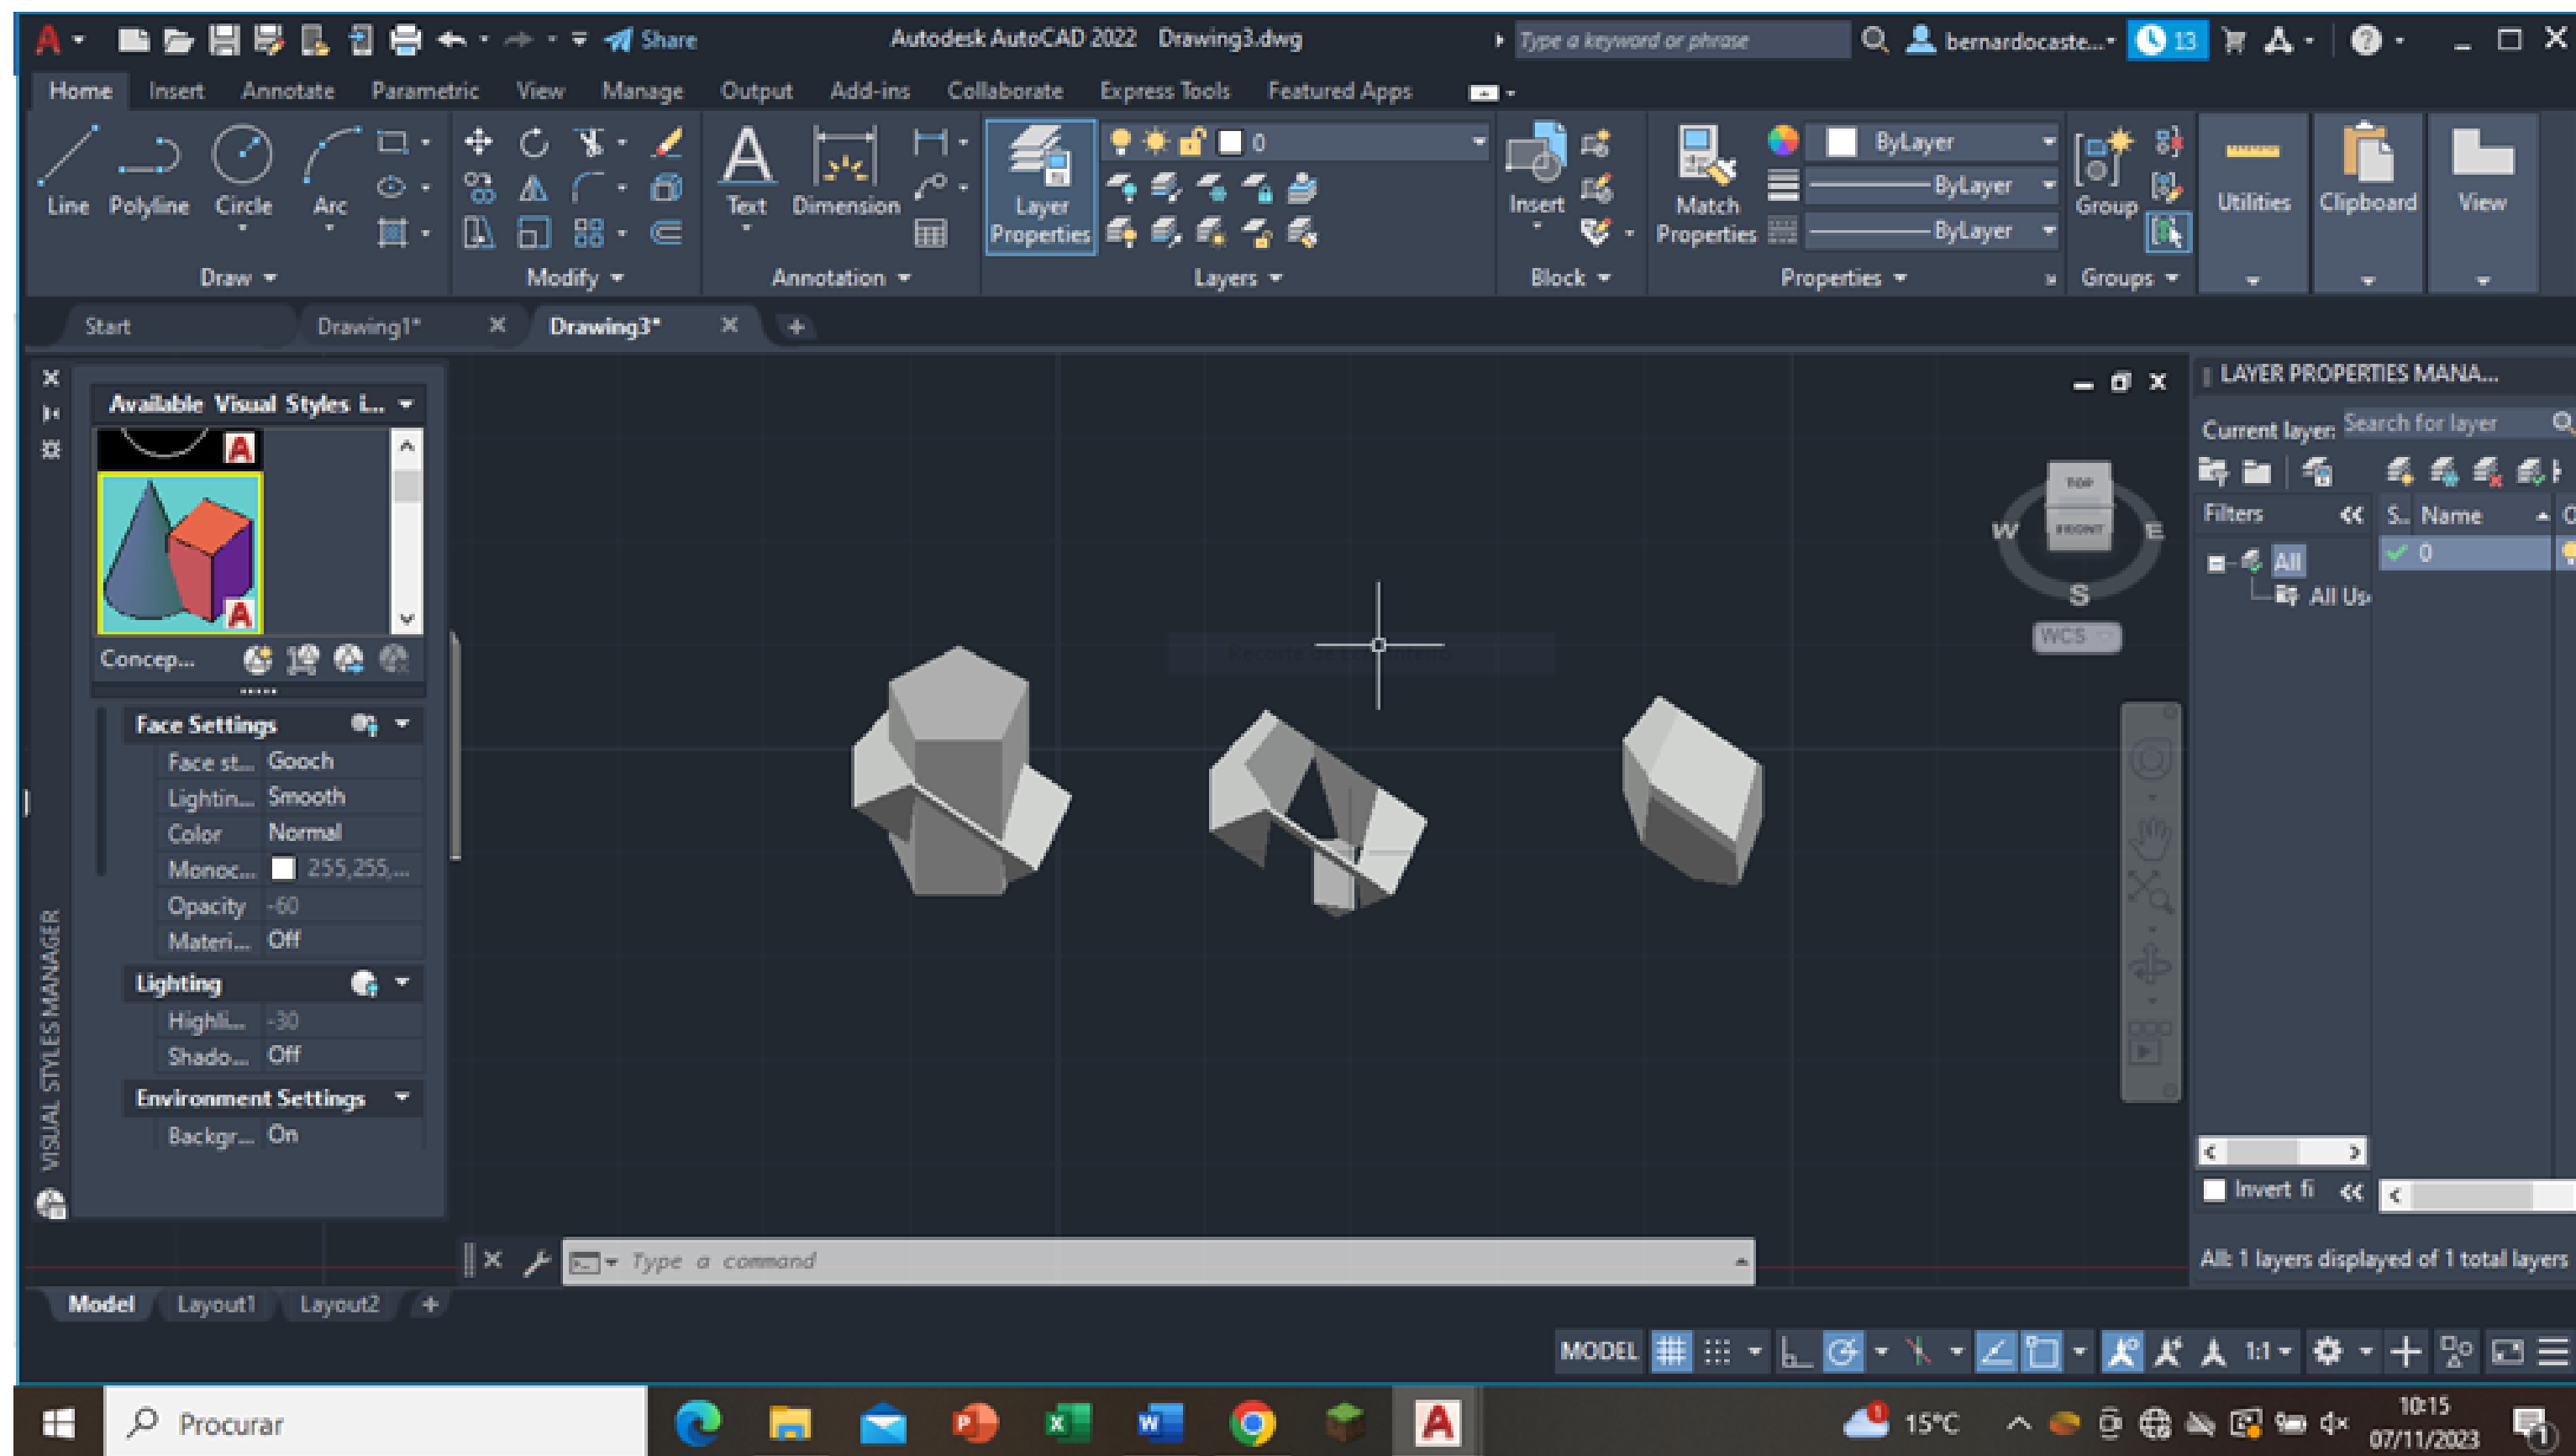 Share
Autodesk AutoCAD 2022 Drawing3.dwg
Type a keyword or phrase
bernardocaste...
13
Home Insert Annotate Parametric View Manage Output Add-ins Collaborate Express Tools Featured Apps
Line Polyline Circle Arc
Text Dimension
Layer Properties
0
Insert
Match Properties
ByLayer
ByLayer
ByLayer
Group
Utilities
Clipboard
View
Draw Modify Annotation Layers Block Properties Groups
Start Drawing1* Drawing3*
Available Visual Styles i...
Concep...
Face Settings
Face st... Gooch
Lightin... Smooth
Color Normal
Monoc... 255,255,...
Opacity -60
Materi... Off
Lighting
Highli... -30
Shado... Off
Environment Settings
Backgr... On
VISUAL STYLES MANAGER
Recorte de
TOP
FRONT
W E
S
WCS
LAYER PROPERTIES MANA...
Current layer:
Search for layer
Filters
S.. Name
All
0
All Us
Invert fi
All: 1 layers displayed of 1 total layers
Type a command
Model Layout1 Layout2
MODEL
1:1
Procurar
15°C
10:15
07/11/2023
1